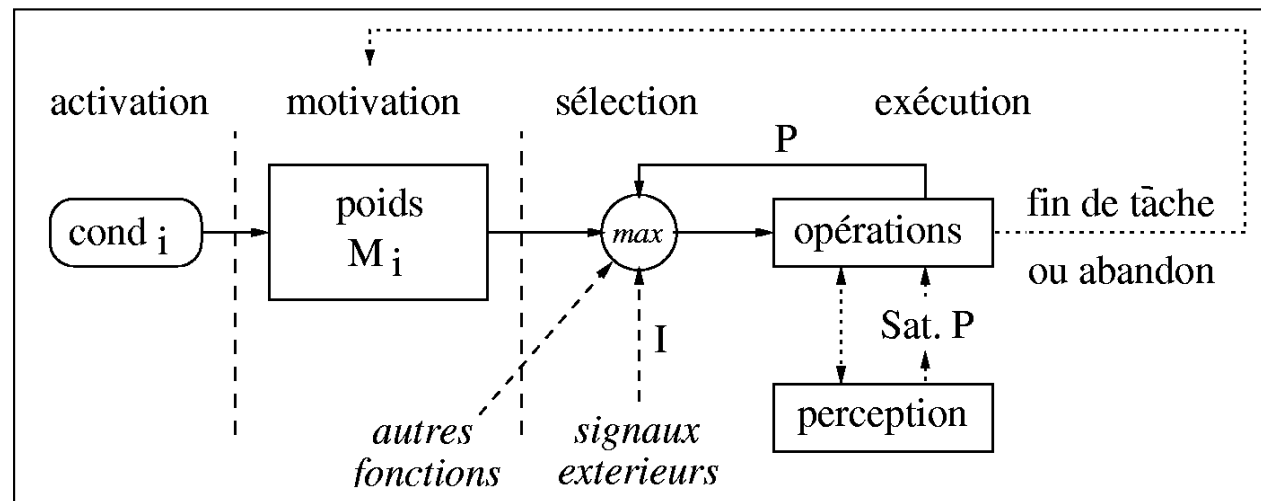 activation
motivation
sélection
exécution
P
cond i
poids
M i
max
opérations
fin de tâche
ou abandon
I
Sat. P
perception
autres
fonctions
signaux
exterieurs